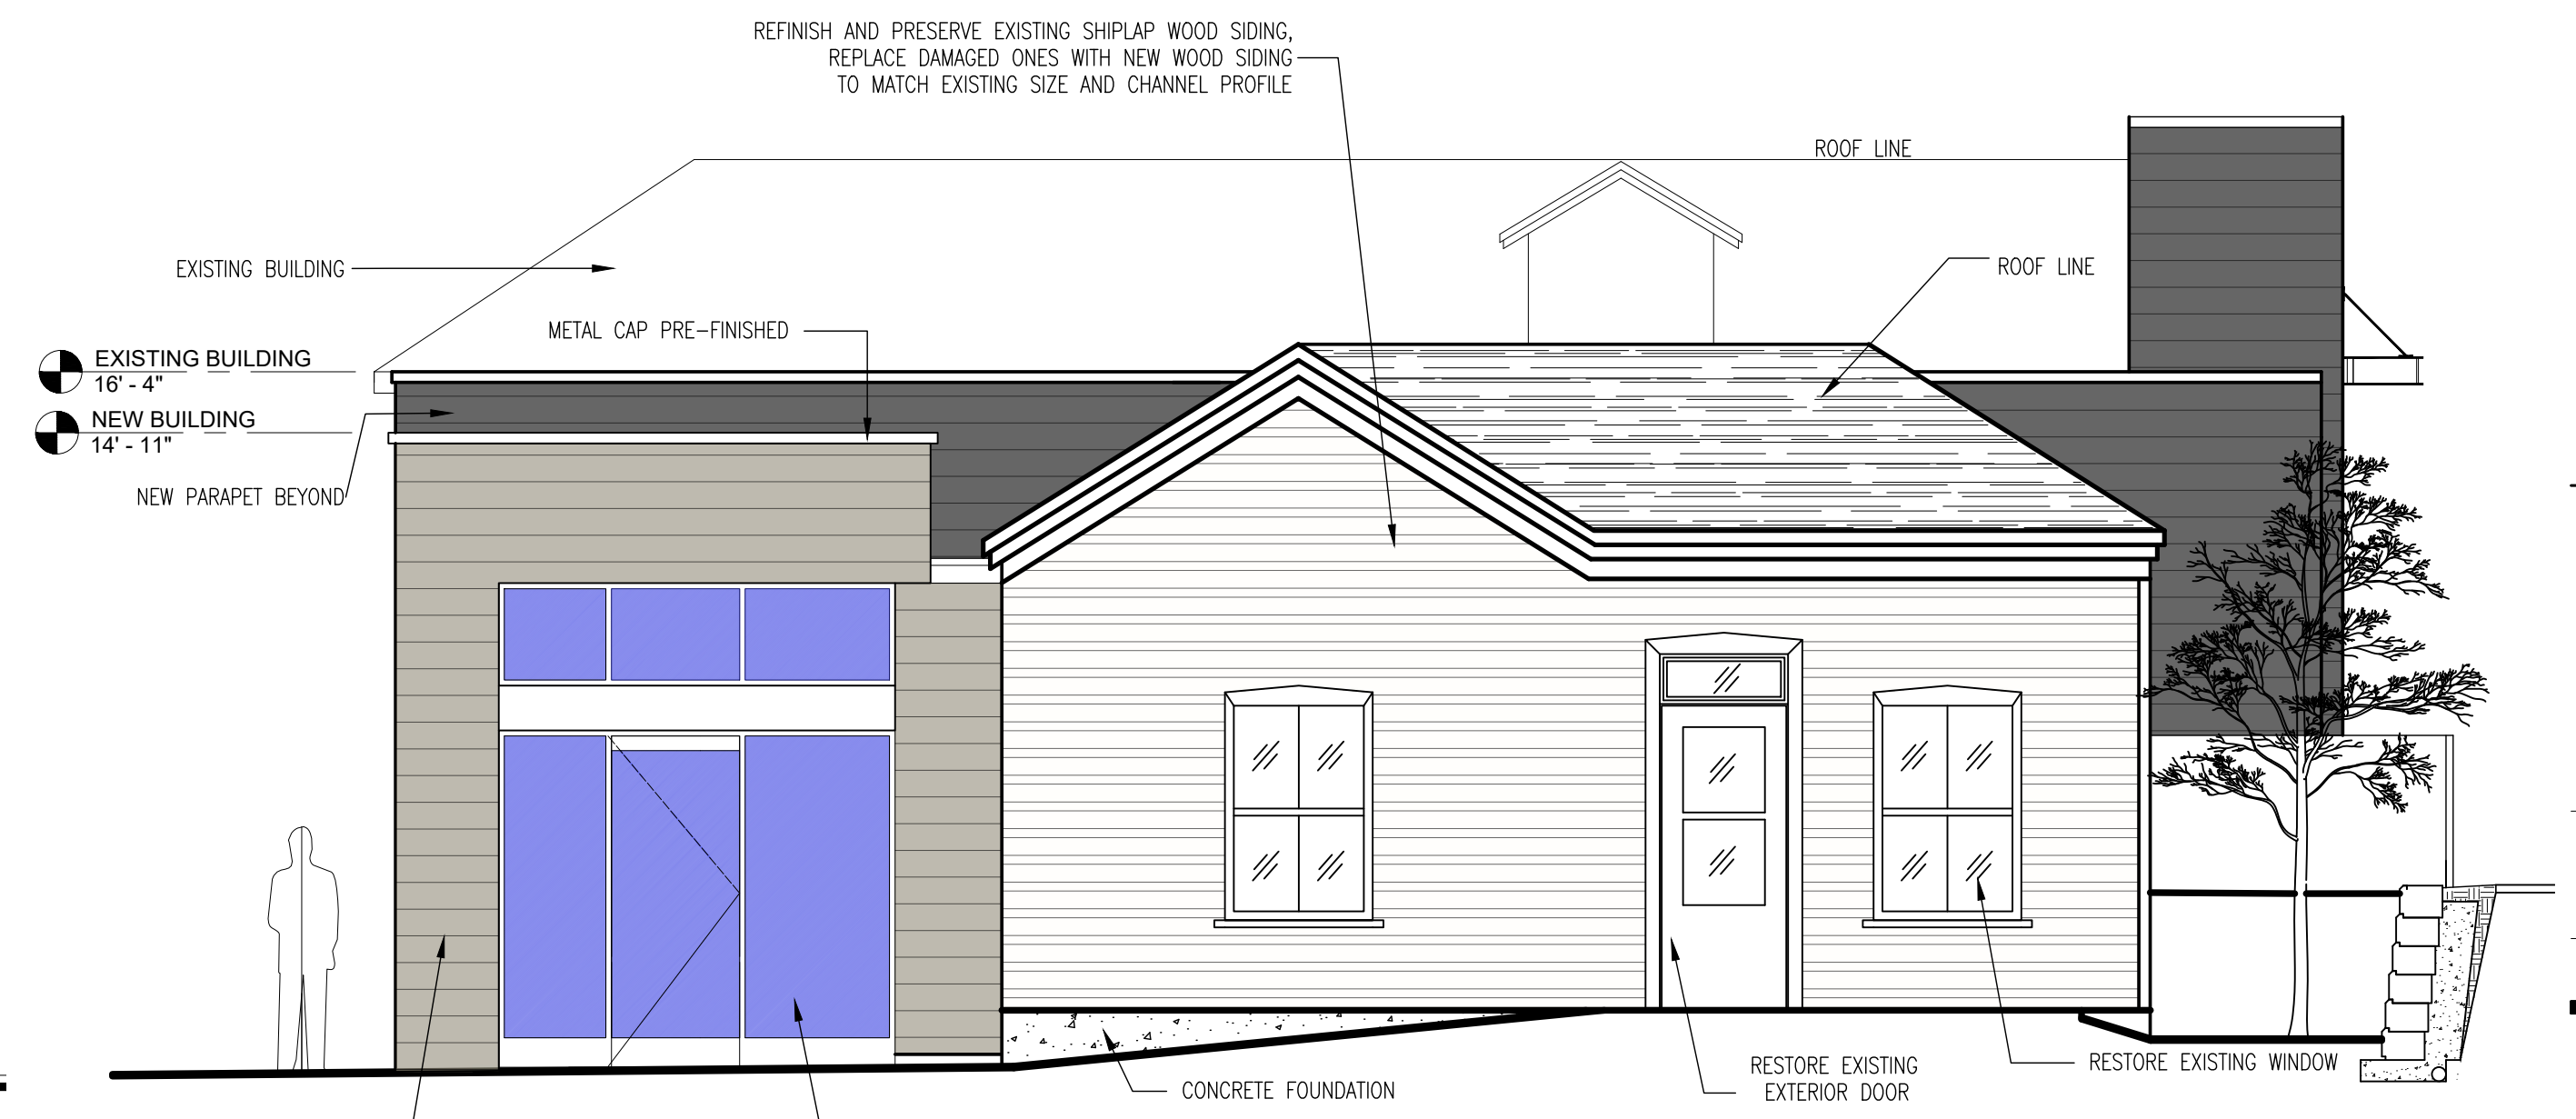 REFINISH AND PRESERVE EXISTING SHIPLAP WOOD SIDING,
REPLACE DAMAGED ONES WITH NEW WOOD SIDING
TO MATCH EXISTING SIZE AND CHANNEL PROFILE
ROOF LINE
EXISTING BUILDING
ROOF LINE
METAL CAP PRE-FINISHED
EXISTING BUILDING
16' - 4"
NEW BUILDING
14' - 11"
NEW PARAPET BEYOND
CONCRETE FOUNDATION
RESTORE EXISTING
EXTERIOR DOOR
RESTORE EXISTING WINDOW